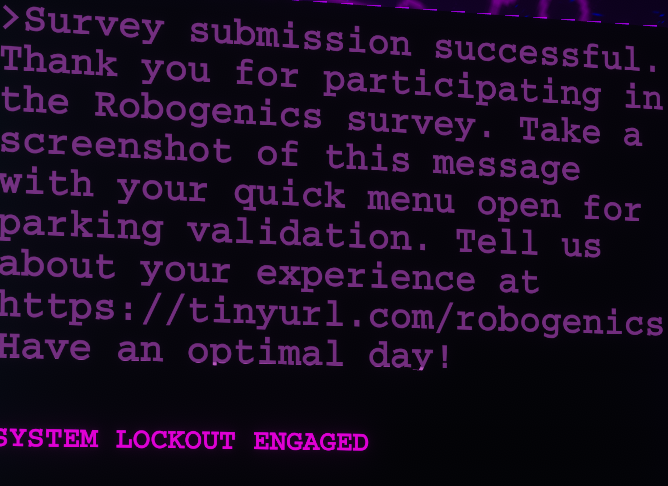 >Survey submission successful.
Thank you for participating in
the Robogenics survey. Take a
screenshot of this message
with your quick menu open for
parking validation. Tell us
about your experience at
https://tinyurl.com/robogenics
Have an optimal day!
SYSTEM LOCKOUT ENGAGED